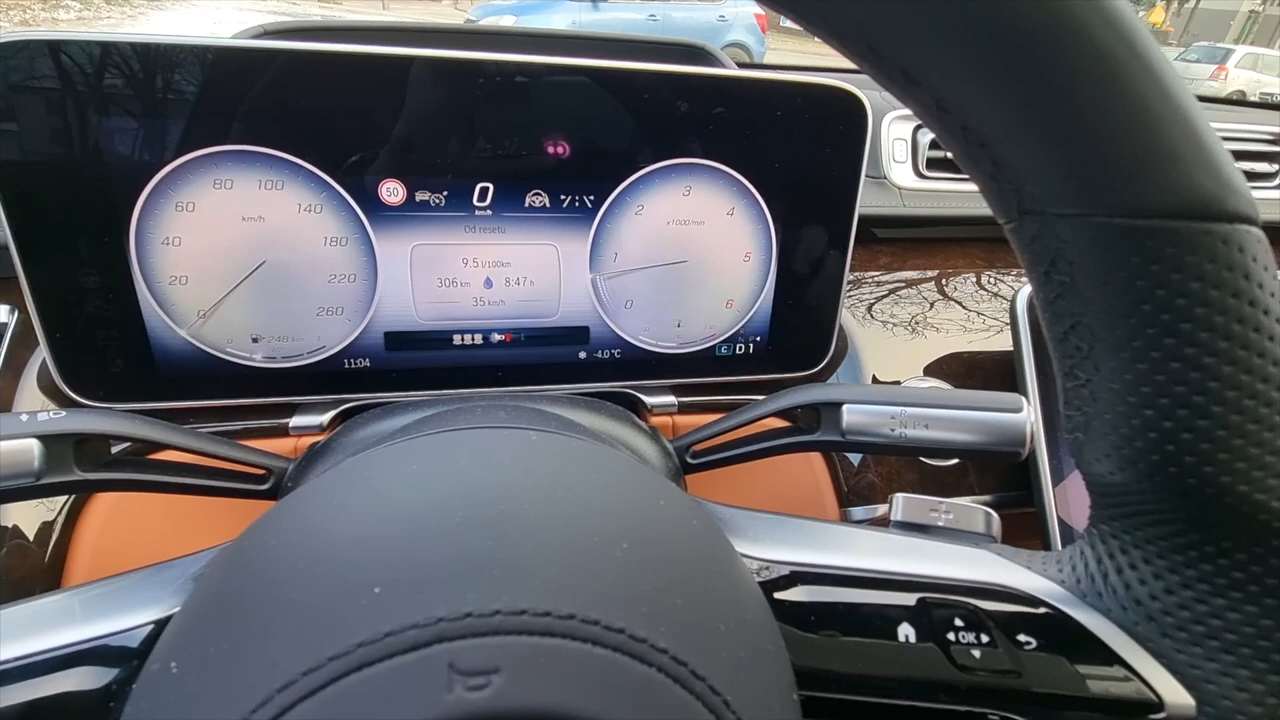 80 100
60 140
km/h
40 180
20 220
0 260
248 km
50
0
km/h
Od resetu
9.5 l/100km
306 km 8:47 h
35 km/h
3
2 4
x1000/min
1 5
0 6
11:04
-4.0 °C
N P
C D 1
R
N P
D
OK